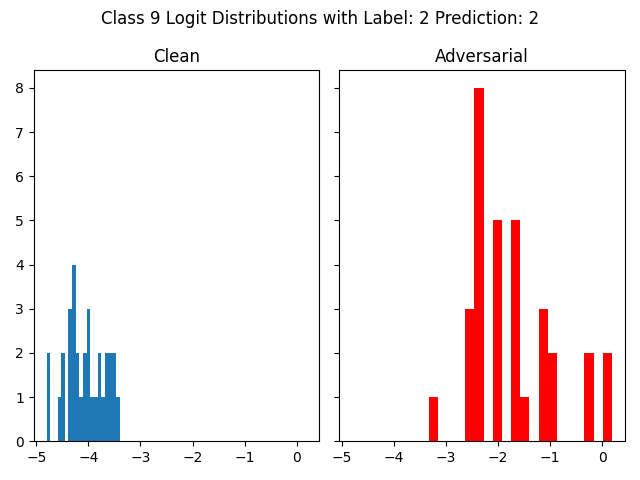 Class 9 Logit Distributions with Label: 2 Prediction: 2
Clean
Adversarial
8
7
6
5
4
3
2
1
0
−5 −4 −3 −2 −1 0
−5 −4 −3 −2 −1 0